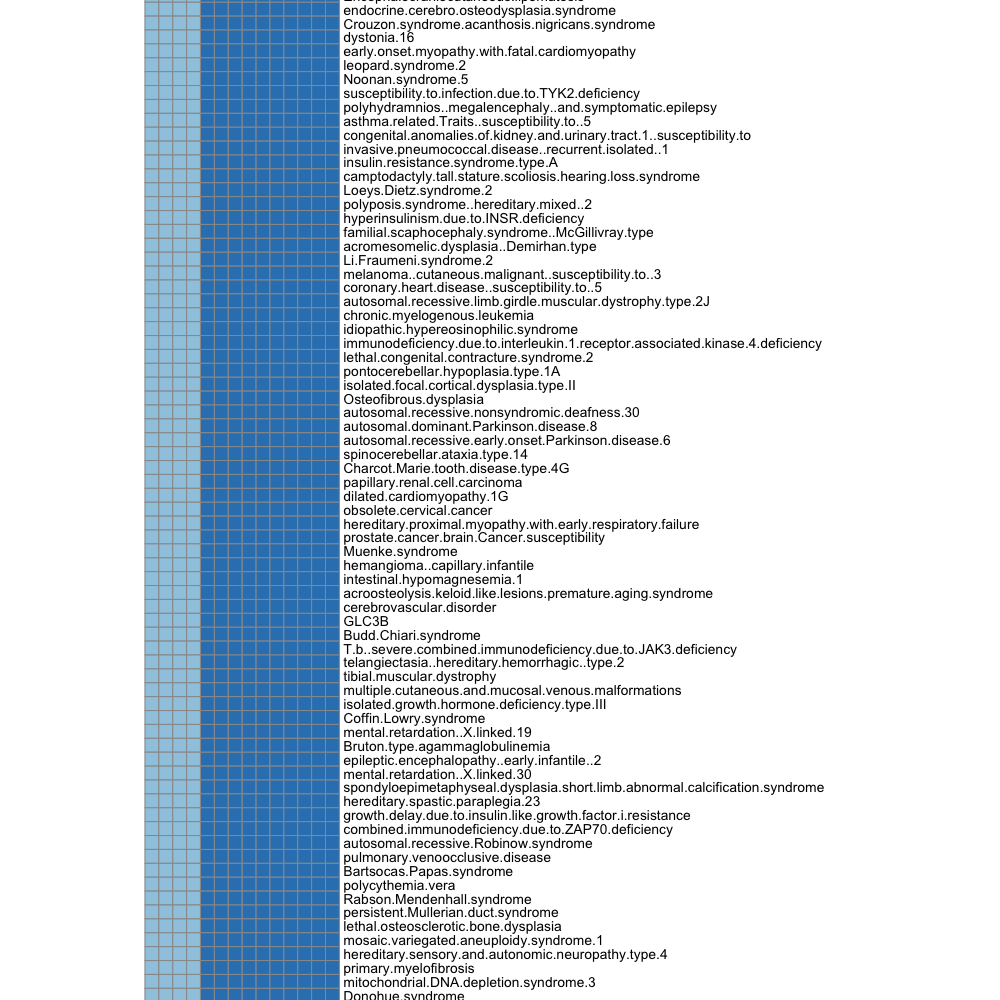 endocrine.cerebro.osteodysplasia.syndrome
Crouzon.syndrome.acanthosis.nigricans.syndrome
dystonia.16
early.onset.myopathy.with.fatal.cardiomyopathy
leopard.syndrome.2
Noonan.syndrome.5
susceptibility.to.infection.due.to.TYK2.deficiency
polyhydramnios..megalencephaly..and.symptomatic.epilepsy
asthma.related.Traits..susceptibility.to..5
congenital.anomalies.of.kidney.and.urinary.tract.1..susceptibility.to
invasive.pneumococcal.disease..recurrent.isolated..1
insulin.resistance.syndrome.type.A
camptodactyly.tall.stature.scoliosis.hearing.loss.syndrome
Loeys.Dietz.syndrome.2
polyposis.syndrome..hereditary.mixed..2
hyperinsulinism.due.to.INSR.deficiency
familial.scaphocephaly.syndrome..McGillivray.type
acromesomelic.dysplasia..Demirhan.type
Li.Fraumeni.syndrome.2
melanoma..cutaneous.malignant..susceptibility.to..3
coronary.heart.disease..susceptibility.to..5
autosomal.recessive.limb.girdle.muscular.dystrophy.type.2J
chronic.myelogenous.leukemia
idiopathic.hypereosinophilic.syndrome
immunodeficiency.due.to.interleukin.1.receptor.associated.kinase.4.deficiency
lethal.congenital.contracture.syndrome.2
pontocerebellar.hypoplasia.type.1A
isolated.focal.cortical.dysplasia.type.II
Osteofibrous.dysplasia
autosomal.recessive.nonsyndromic.deafness.30
autosomal.dominant.Parkinson.disease.8
autosomal.recessive.early.onset.Parkinson.disease.6
spinocerebellar.ataxia.type.14
Charcot.Marie.tooth.disease.type.4G
papillary.renal.cell.carcinoma
dilated.cardiomyopathy.1G
obsolete.cervical.cancer
hereditary.proximal.myopathy.with.early.respiratory.failure
prostate.cancer.brain.Cancer.susceptibility
Muenke.syndrome
hemangioma..capillary.infantile
intestinal.hypomagnesemia.1
acroosteolysis.keloid.like.lesions.premature.aging.syndrome
cerebrovascular.disorder
GLC3B
Budd.Chiari.syndrome
T.b..severe.combined.immunodeficiency.due.to.JAK3.deficiency
telangiectasia..hereditary.hemorrhagic..type.2
tibial.muscular.dystrophy
multiple.cutaneous.and.mucosal.venous.malformations
isolated.growth.hormone.deficiency.type.III
Coffin.Lowry.syndrome
mental.retardation..X.linked.19
Bruton.type.agammaglobulinemia
epileptic.encephalopathy..early.infantile..2
mental.retardation..X.linked.30
spondyloepimetaphyseal.dysplasia.short.limb.abnormal.calcification.syndrome
hereditary.spastic.paraplegia.23
growth.delay.due.to.insulin.like.growth.factor.i.resistance
combined.immunodeficiency.due.to.ZAP70.deficiency
autosomal.recessive.Robinow.syndrome
pulmonary.venoocclusive.disease
Bartsocas.Papas.syndrome
polycythemia.vera
Rabson.Mendenhall.syndrome
persistent.Mullerian.duct.syndrome
lethal.osteosclerotic.bone.dysplasia
mosaic.variegated.aneuploidy.syndrome.1
hereditary.sensory.and.autonomic.neuropathy.type.4
primary.myelofibrosis
mitochondrial.DNA.depletion.syndrome.3
Donohue.syndrome